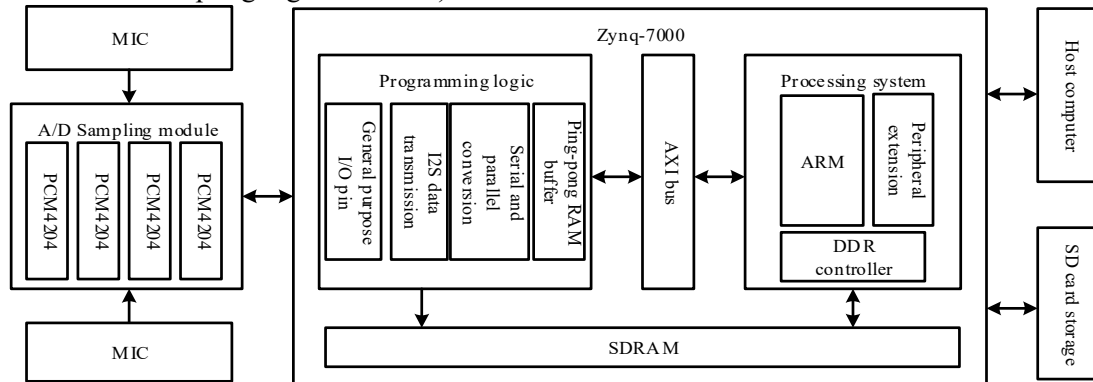 MIC
A/D Sampling module
PCM4204
PCM4204
PCM4204
PCM4204
MIC
Zynq-7000
Programming logic
General purpose
I/O pin
I2S data
transmission
Serial and
parallel
conversion
Ping-pong RAM
buffer
AXI bus
Processing system
ARM
Peripheral
extension
DDR
controller
SDRAM
Host computer
SD card storage